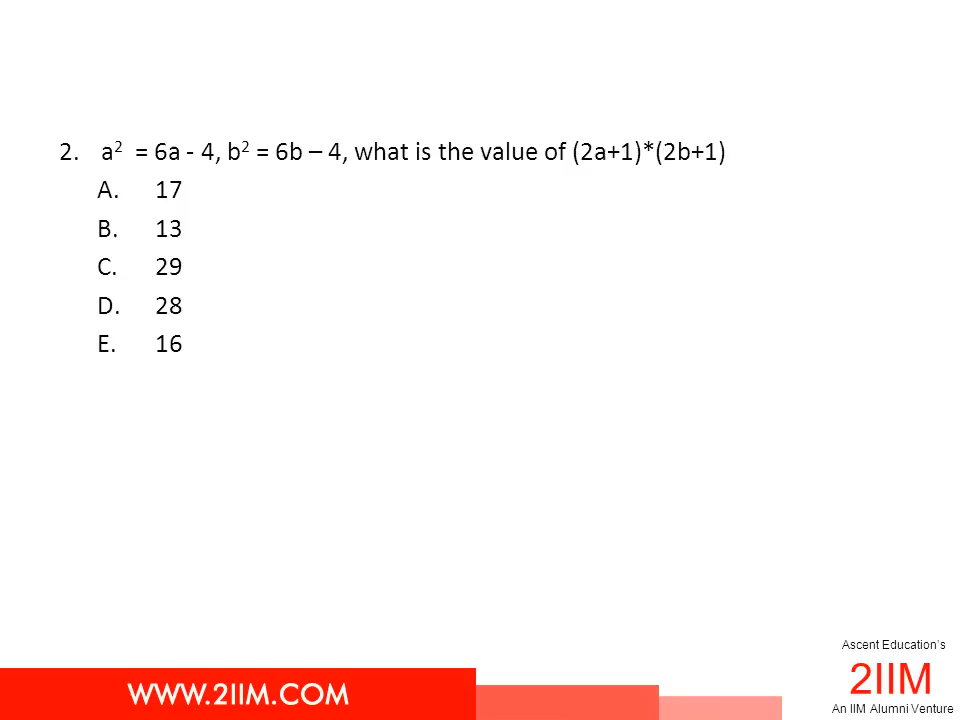 2. a² = 6a - 4, b² = 6b – 4, what is the value of (2a+1)*(2b+1)
A. 17
B. 13
C. 29
D. 28
E. 16
Ascent Education's
2IIM
An IIM Alumni Venture
WWW.2IIM.COM